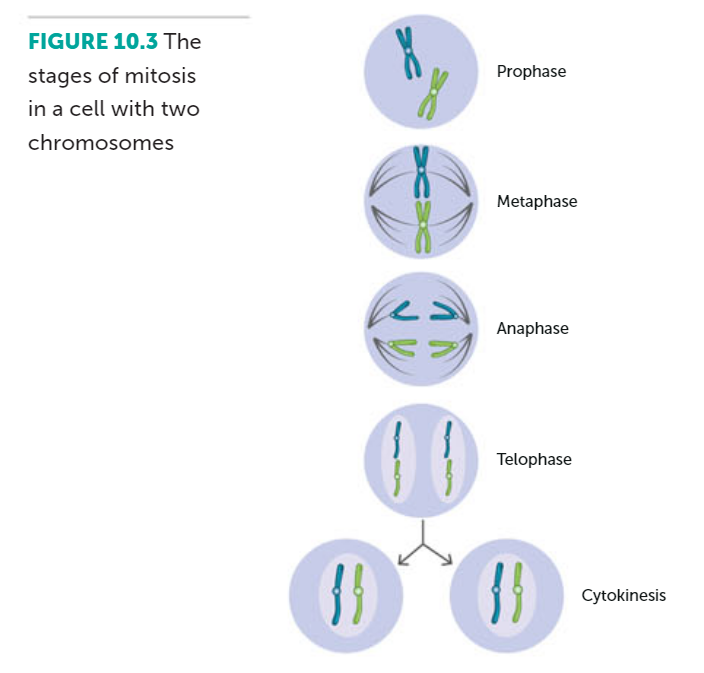 FIGURE 10.3 The
stages of mitosis
in a cell with two
chromosomes
Prophase
Metaphase
Anaphase
Telophase
Cytokinesis